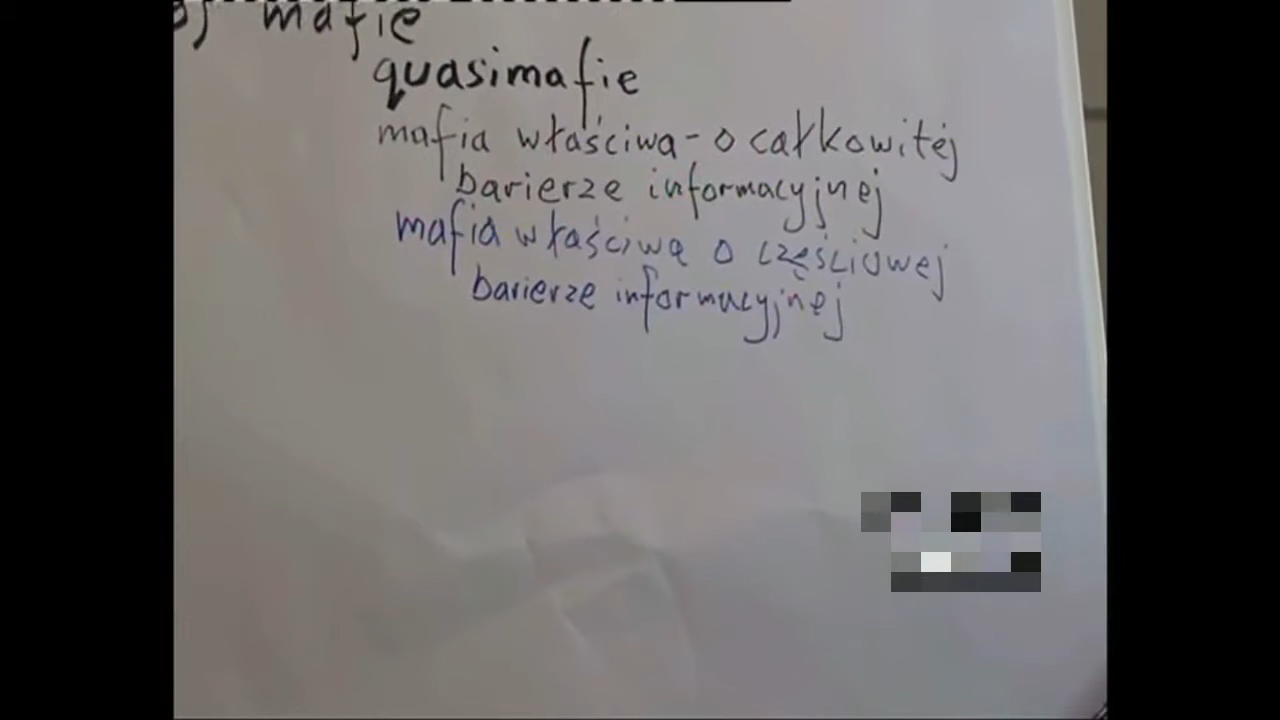 mafie
quasimafie
mafia właściwa - o całkowitej
barierze informacyjnej
mafia właściwa o częściowej
barierze informacyjnej